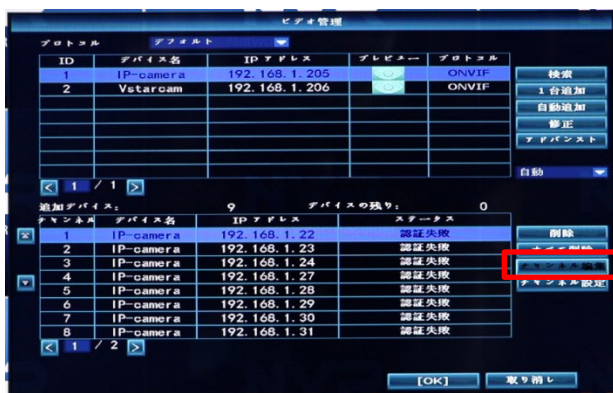 ビデオ管理
プロトコル デフォルト
ID デバイス名 IPアドレス プレビュー プロトコル
1 IP-camera 192.168.1.205 ONVIF 検索
2 Vstarcam 192.168.1.206 ONVIF 1台追加
自動追加
修正
アドバンスト
自動
1 / 1
追加デバイス: 9 デバイスの残り: 0
チャンネル デバイス名 IPアドレス ステータス
1 IP-camera 192.168.1.22 認証失敗 削除
2 IP-camera 192.168.1.23 認証失敗 すべて削除
3 IP-camera 192.168.1.24 認証失敗 チャンネル編集
4 IP-camera 192.168.1.27 認証失敗 チャンネル設定
5 IP-camera 192.168.1.28 認証失敗
6 IP-camera 192.168.1.29 認証失敗
7 IP-camera 192.168.1.30 認証失敗
8 IP-camera 192.168.1.31 認証失敗
1 / 2
[OK] 取り消し